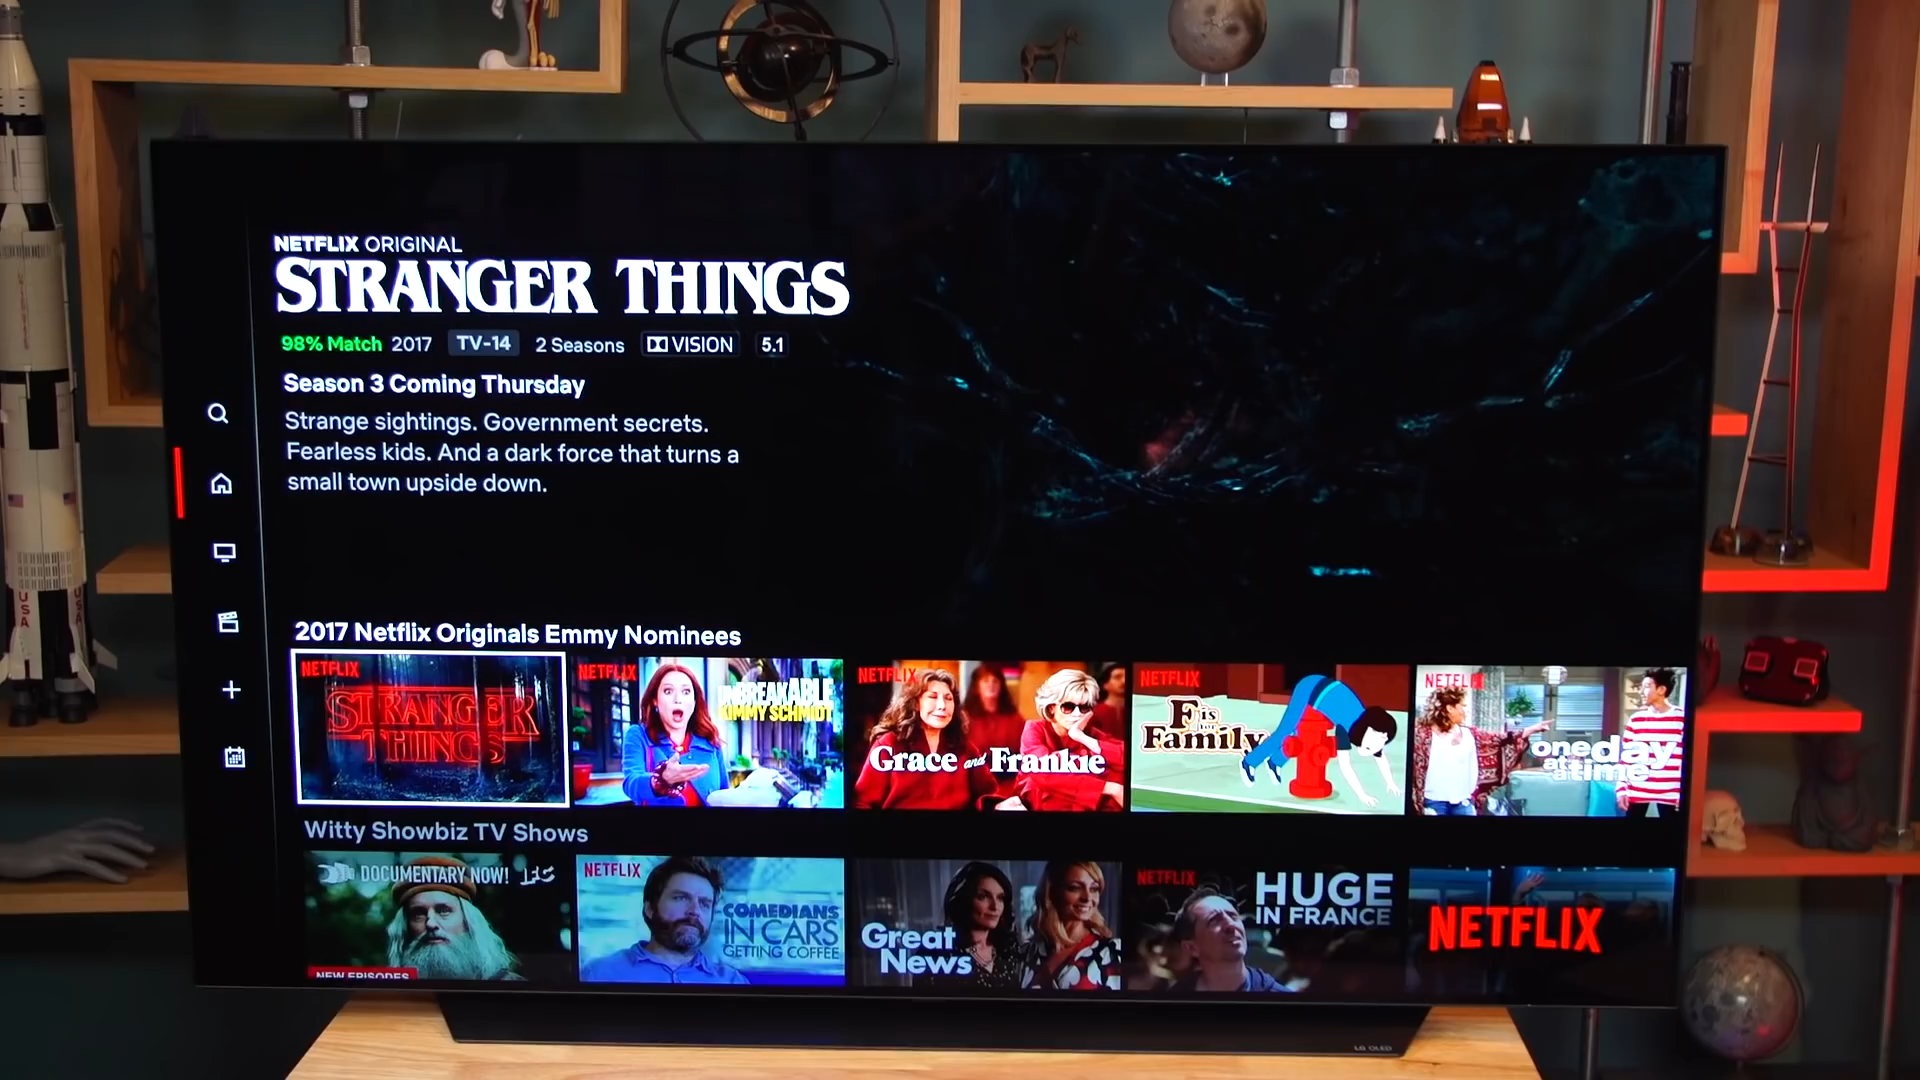 NETFLIX ORIGINAL
STRANGER THINGS
98% Match 2017 TV-14 2 Seasons VISION 5.1
Season 3 Coming Thursday
Strange sightings. Government secrets.
Fearless kids. And a dark force that turns a
small town upside down.
2017 Netflix Originals Emmy Nominees
NETFLIX
STRANGER
THINGS
NETFLIX
UNBREAKABLE
KIMMY SCHMIDT
NETFLIX
Grace and Frankie
NETFLIX
F is
for
Family
NETFLIX
one day
at a time
Witty Showbiz TV Shows
DOCUMENTARY NOW! IFC
NEW EPISODES
NETFLIX
COMEDIANS
IN CARS
GETTING COFFEE
Great
News
NETFLIX
HUGE
IN FRANCE
NETFLIX
LG OLED
USA
USA